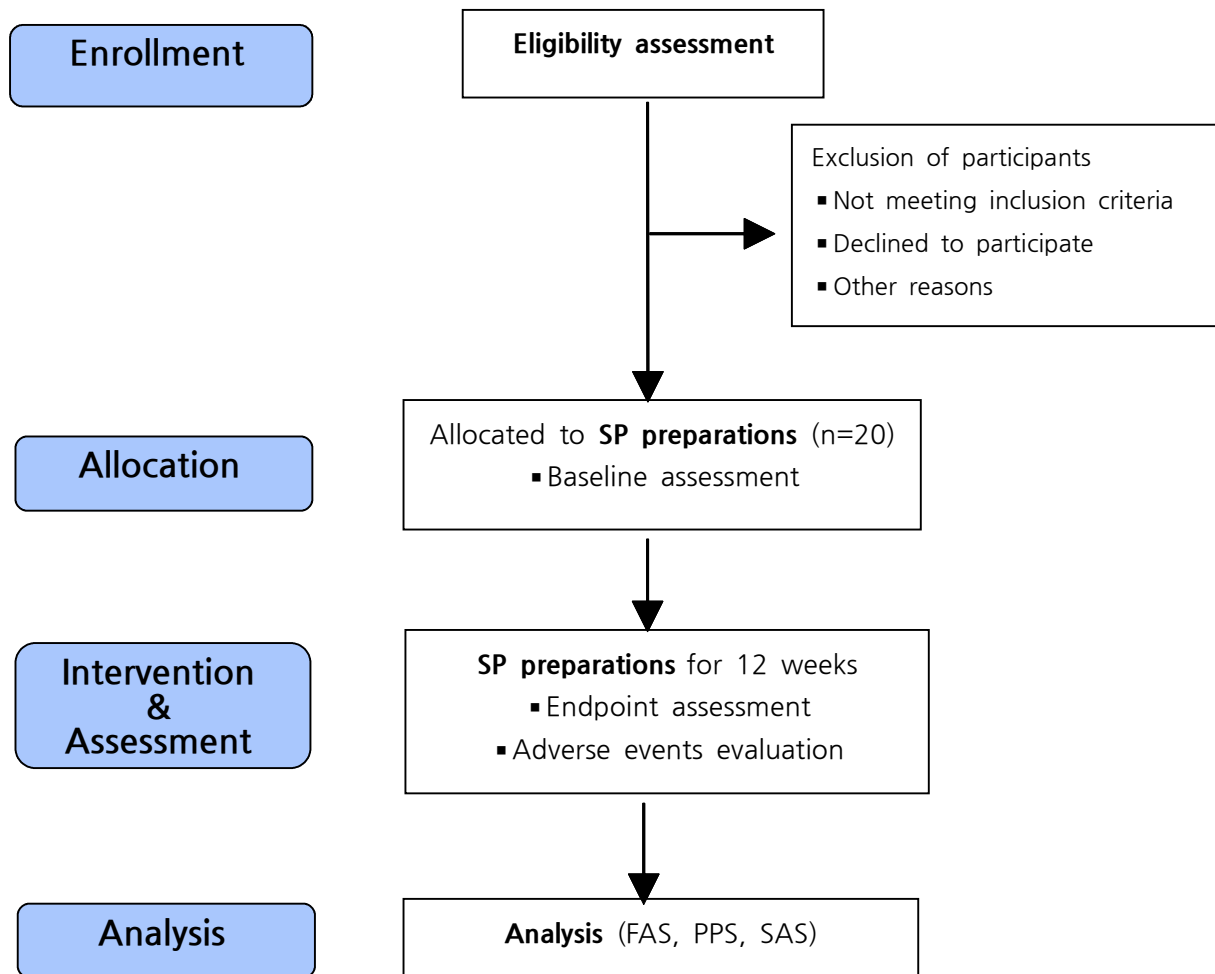 Enrollment
Eligibility assessment
Exclusion of participants
▪ Not meeting inclusion criteria
▪ Declined to participate
▪ Other reasons
Allocation
Allocated to SP preparations (n=20)
▪ Baseline assessment
Intervention
&
Assessment
SP preparations for 12 weeks
▪ Endpoint assessment
▪ Adverse events evaluation
Analysis
Analysis (FAS, PPS, SAS)